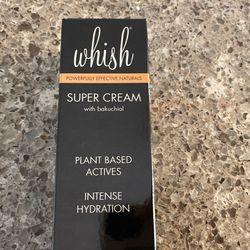 whish
POWERFULLY EFFECTIVE NATURALS
SUPER CREAM
with bakuchiol
PLANT BASED
ACTIVES
INTENSE
HYDRATION